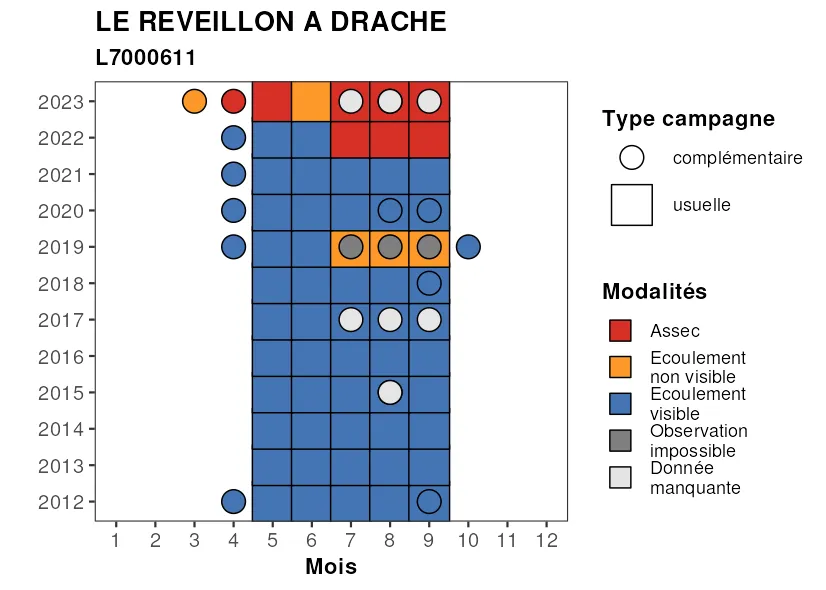 LE REVEILLON A DRACHE
L7000611
2023
2022
2021
2020
2019
2018
2017
2016
2015
2014
2013
2012
1 2 3 4 5 6 7 8 9 10 11 12
Mois
Type campagne
complémentaire
usuelle
Modalités
Assec
Ecoulement
non visible
Ecoulement
visible
Observation
impossible
Donnée
manquante